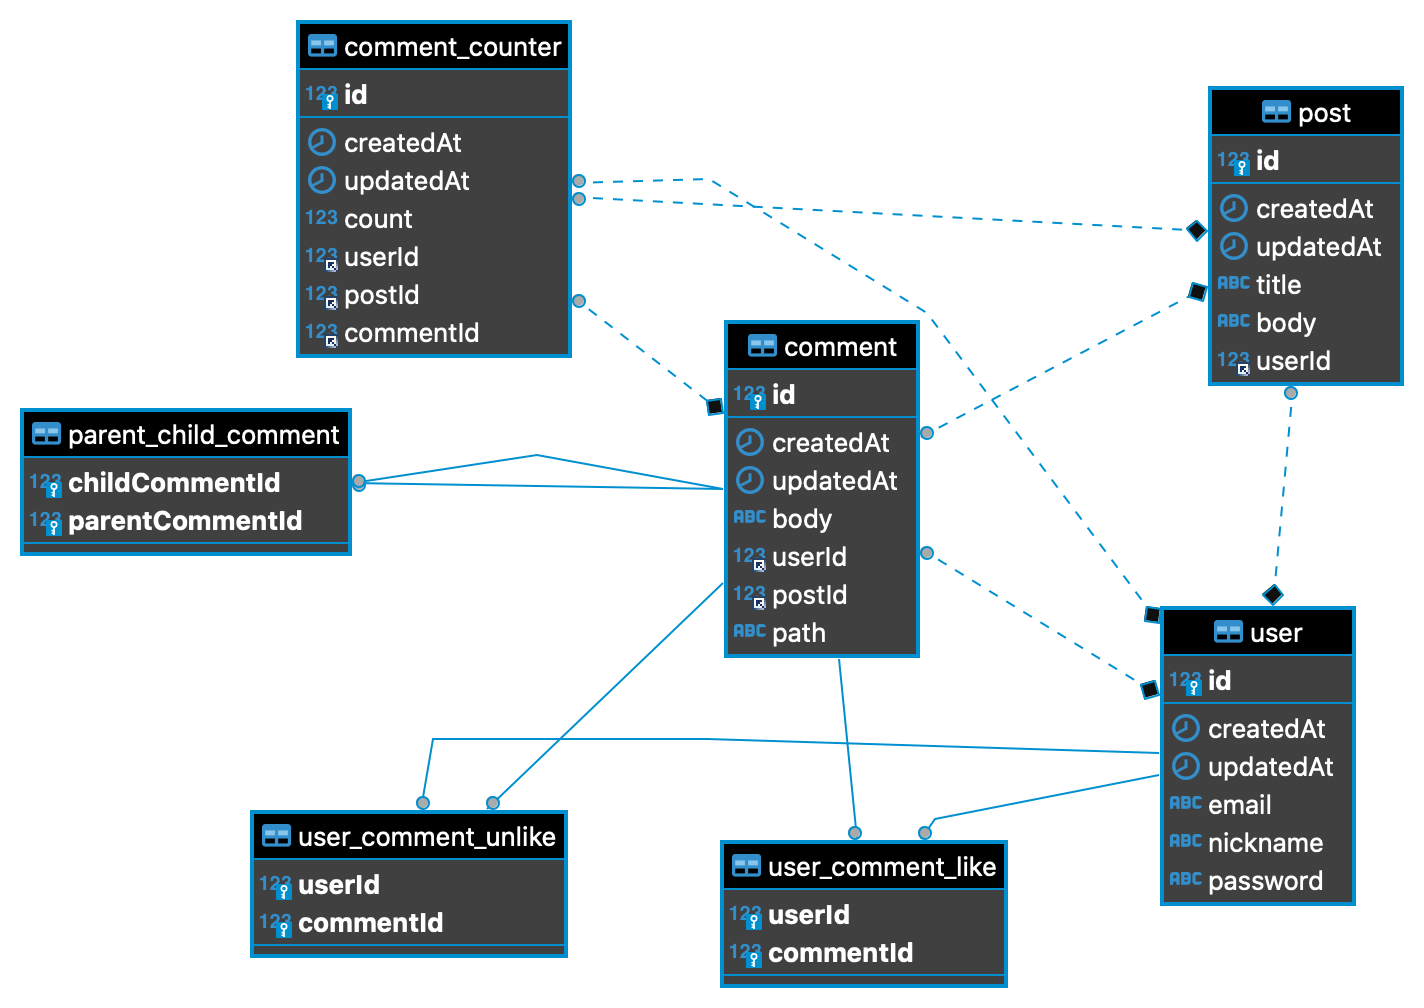 comment_counter
123 id
createdAt
updatedAt
123 count
123 userId
123 postId
123 commentId
post
123 id
createdAt
updatedAt
ABC title
ABC body
123 userId
comment
123 id
createdAt
updatedAt
ABC body
123 userId
123 postId
ABC path
parent_child_comment
123 childCommentId
123 parentCommentId
user
123 id
createdAt
updatedAt
ABC email
ABC nickname
ABC password
user_comment_unlike
123 userId
123 commentId
user_comment_like
123 userId
123 commentId